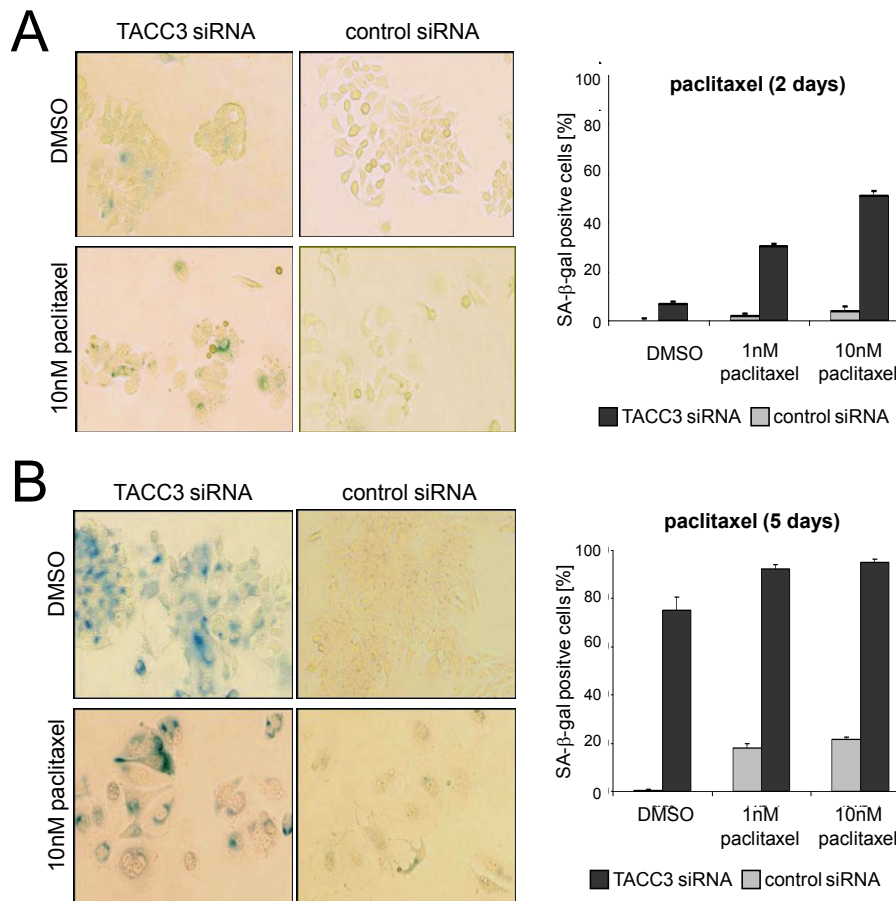 A
TACC3 siRNA
control siRNA
DMSO
10nM paclitaxel
paclitaxel (2 days)
SA-β-gal positve cells [%]
100
80
60
40
20
0
DMSO
1nM
paclitaxel
10nM
paclitaxel
TACC3 siRNA
control siRNA
B
TACC3 siRNA
control siRNA
DMSO
10nM paclitaxel
paclitaxel (5 days)
SA-β-gal positve cells [%]
100
80
60
40
20
0
DMSO
1nM
paclitaxel
10nM
paclitaxel
TACC3 siRNA
control siRNA